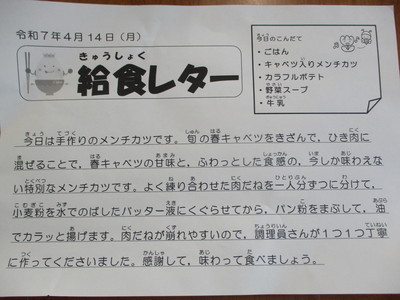 令和７年４月１４日（月）
きゅうしょく
給食レター
今日のこんだて
・ごはん
・キャベツ入りメンチカツ
・カラフルポテト
・野菜スープ
・牛乳
今日は手作りのメンチカツです。旬の春キャベツをきざんで、ひき肉に
混ぜることで、春キャベツの甘味と、ふわっとした食感の、今しか味わえな
い特別なメンチカツです。よく練り合わせた肉だねを一人分ずつに分けて、
小麦粉を水でのばしたバッター液にくぐらせてから、パン粉をまぶして、油
でカラッと揚げます。肉だねが崩れやすいので、調理員さんが１つ１つ丁寧
に作ってくださいました。感謝して、味わって食べましょう。